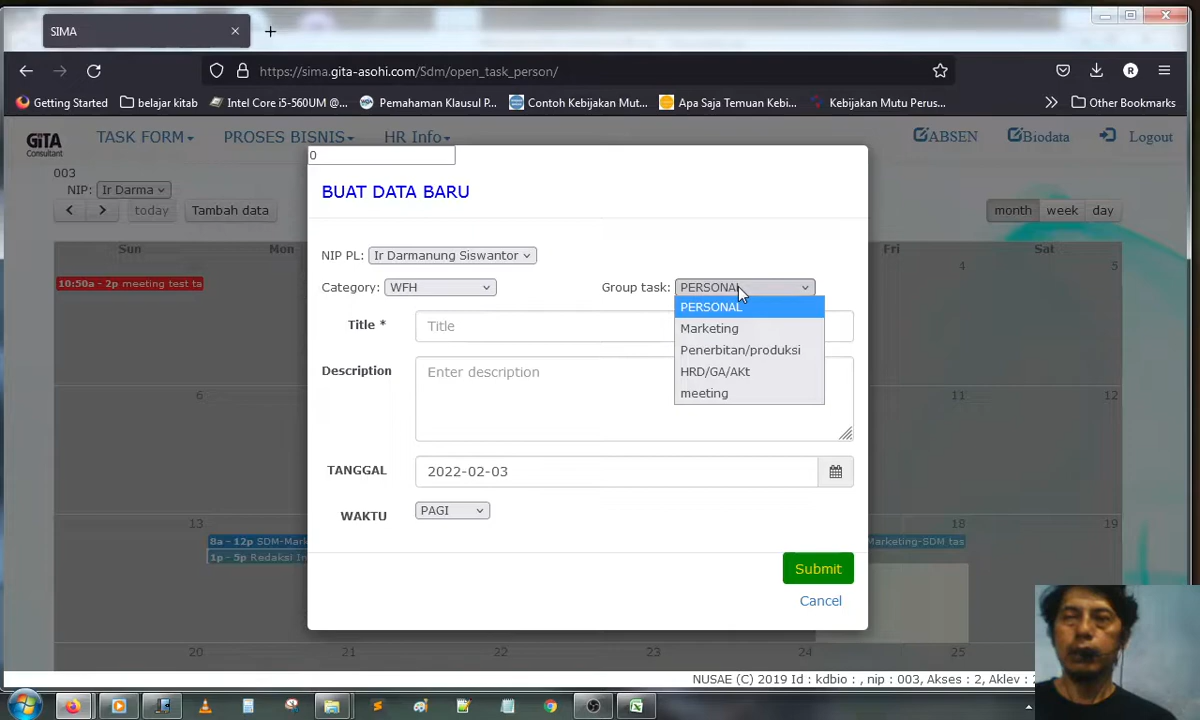 SIMA
https://sima.gita-asohi.com/Sdm/open_task_person/
Getting Started
belajar kitab
Intel Core i5-560UM @...
Pemahaman Klausul P...
Contoh Kebijakan Mut...
Apa Saja Temuan Kebi...
Kebijakan Mutu Perus...
Other Bookmarks
GiTA
Consultant
TASK FORM
PROSES BISNIS
HR Info
ABSEN
Biodata
Logout
003
NIP: Ir Darma
today
Tambah data
month
week
day
Sun
Mon
Fri
Sat
10:50a - 2p meeting test ta
4
5
6
11
12
13
8a - 12p SDM-Mark
1p - 5p Redaksi In
18
19
Marketing-SDM tas
20
21
22
23
24
25
0
BUAT DATA BARU
NIP PL: Ir Darmanung Siswantor
Category: WFH
Group task: PERSONAL
PERSONAL
Marketing
Penerbitan/produksi
HRD/GA/AKt
meeting
Title *
Title
Description
Enter description
TANGGAL
2022-02-03
WAKTU
PAGI
Submit
Cancel
NUSAE (C) 2019 Id : kdbio : , nip : 003, Akses : 2, Aklev :